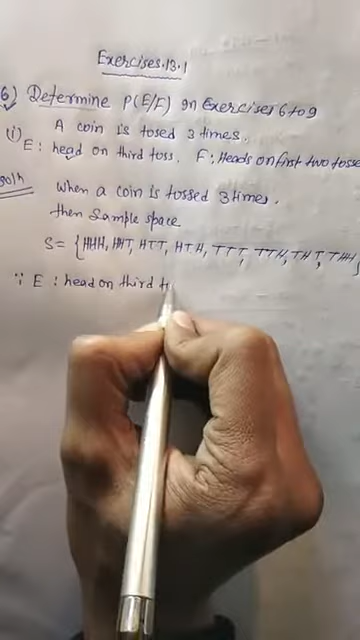 Exercises.13.1
6) Determine P(E/F) in Exercises 6 to 9
(i) A coin is tosed 3 times.
E: head on third toss. F: Heads on first two tosse
Soln When a coin is tossed 3 times.
then Sample space
S = {HHH, HHT, HTT, HTH, TTT, TTH, THT, THH
∵ E : head on third t